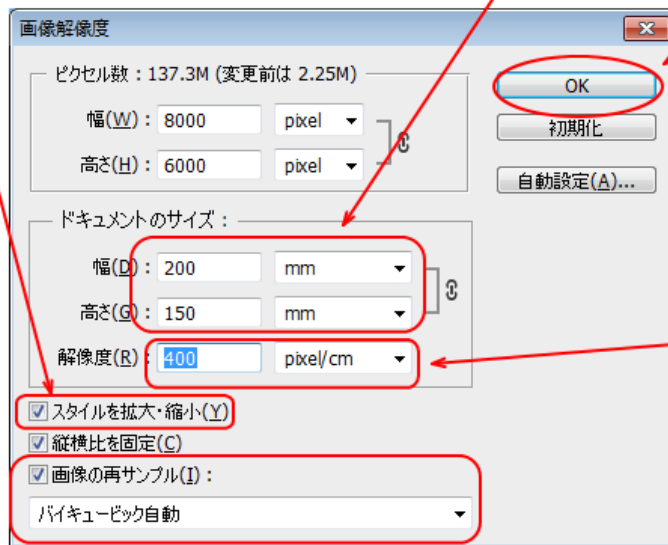 画像解像度
ピクセル数：137.3M (変更前は 2.25M)
幅(W)： 8000 pixel
高さ(H)： 6000 pixel
OK
初期化
自動設定(A)...
ドキュメントのサイズ：
幅(D)： 200 mm
高さ(G)： 150 mm
解像度(R)： 400 pixel/cm
スタイルを拡大・縮小(Y)
縦横比を固定(C)
画像の再サンプル(I)：
バイキュービック自動